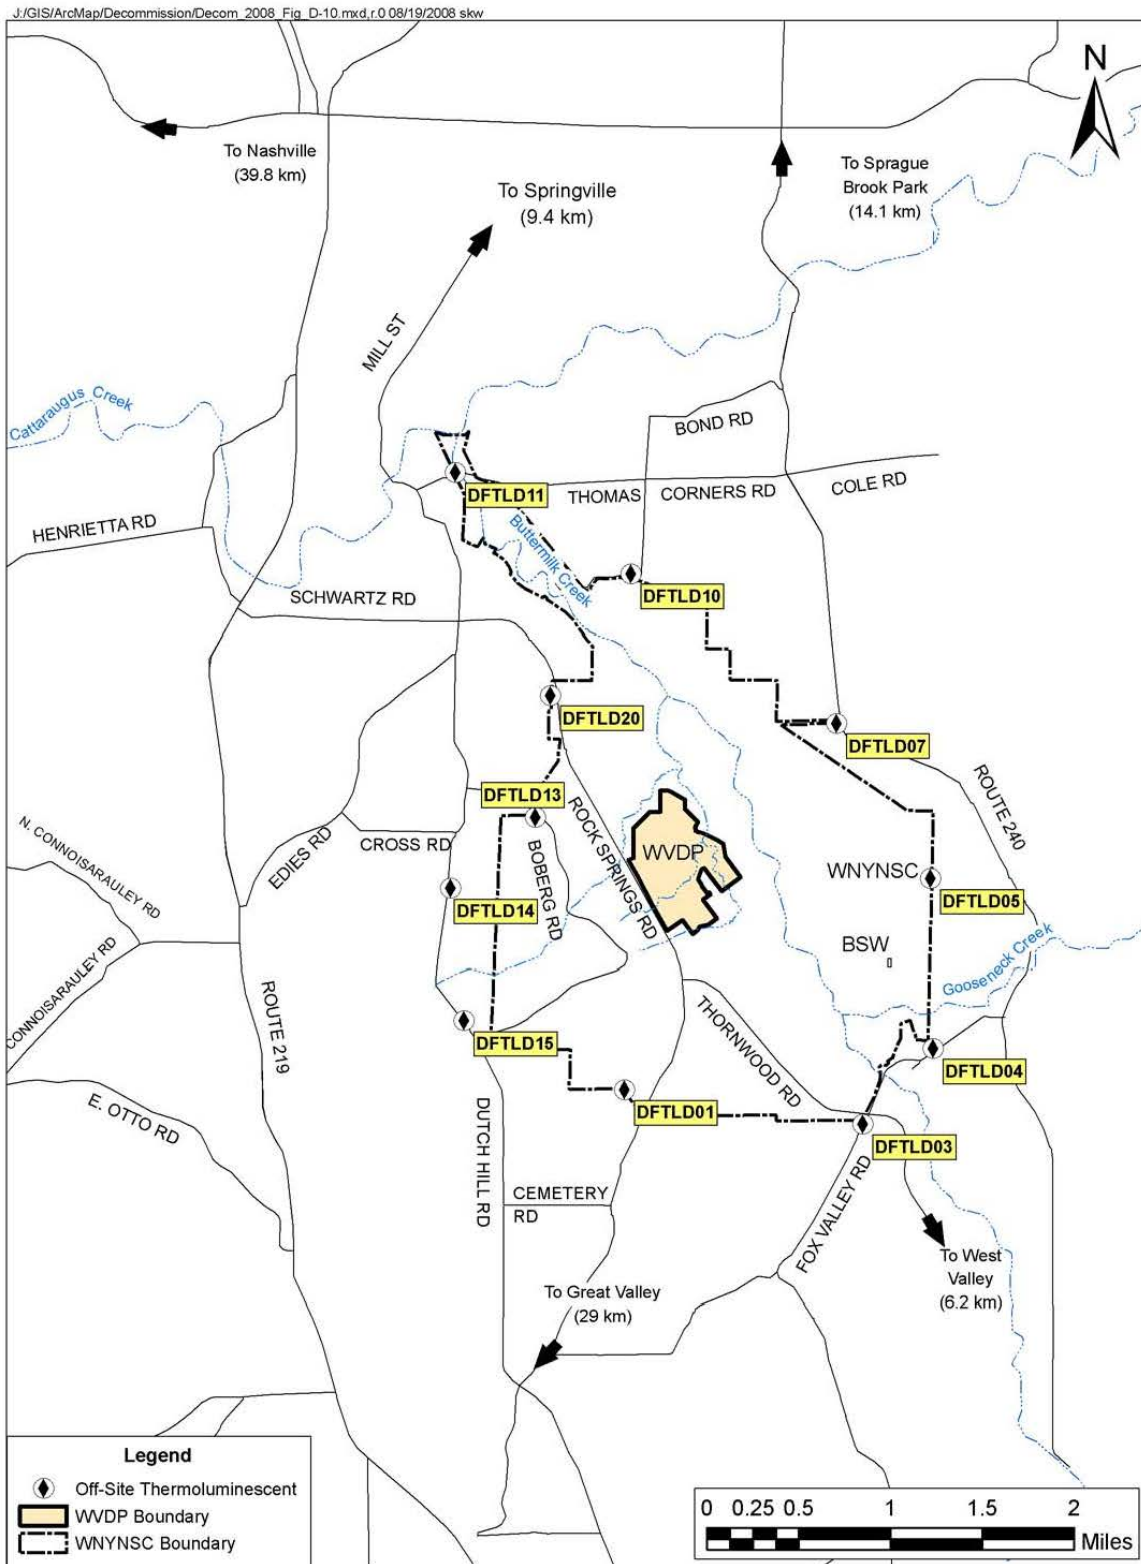 J:/GIS/ArcMap/Decommission/Decom_2008_Fig_D-10.mxd,r.0 08/19/2008 skw
N
To Nashville
(39.8 km)
To Springville
(9.4 km)
To Sprague
Brook Park
(14.1 km)
MILL ST
Cattaraugus Creek
BOND RD
DFTLD11
THOMAS
CORNERS RD
COLE RD
HENRIETTA RD
Buttermilk Creek
SCHWARTZ RD
DFTLD10
DFTLD20
DFTLD07
DFTLD13
ROCK SPRINGS RD
ROUTE 240
N. CONNOISARAULEY RD
EDIES RD
CROSS RD
BOBERG RD
WVDP
WNYNSC
DFTLD14
DFTLD05
BSW
Gooseneck Creek
CONNOISARAULEY RD
ROUTE 219
DFTLD15
THORNWOOD RD
DFTLD04
E. OTTO RD
DFTLD01
DFTLD03
DUTCH HILL RD
CEMETERY
RD
FOX VALLEY RD
To West
Valley
(6.2 km)
To Great Valley
(29 km)
Legend
Off-Site Thermoluminescent
WVDP Boundary
WNYNSC Boundary
0 0.25 0.5 1 1.5 2
Miles